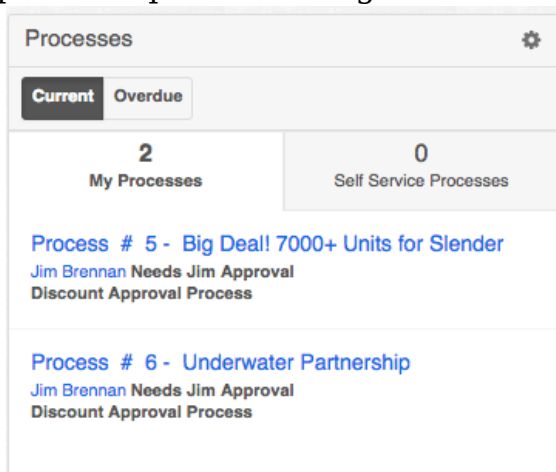 Processes
Current Overdue
2
My Processes
0
Self Service Processes
Process # 5 - Big Deal! 7000+ Units for Slender
Jim Brennan Needs Jim Approval
Discount Approval Process
Process # 6 - Underwater Partnership
Jim Brennan Needs Jim Approval
Discount Approval Process